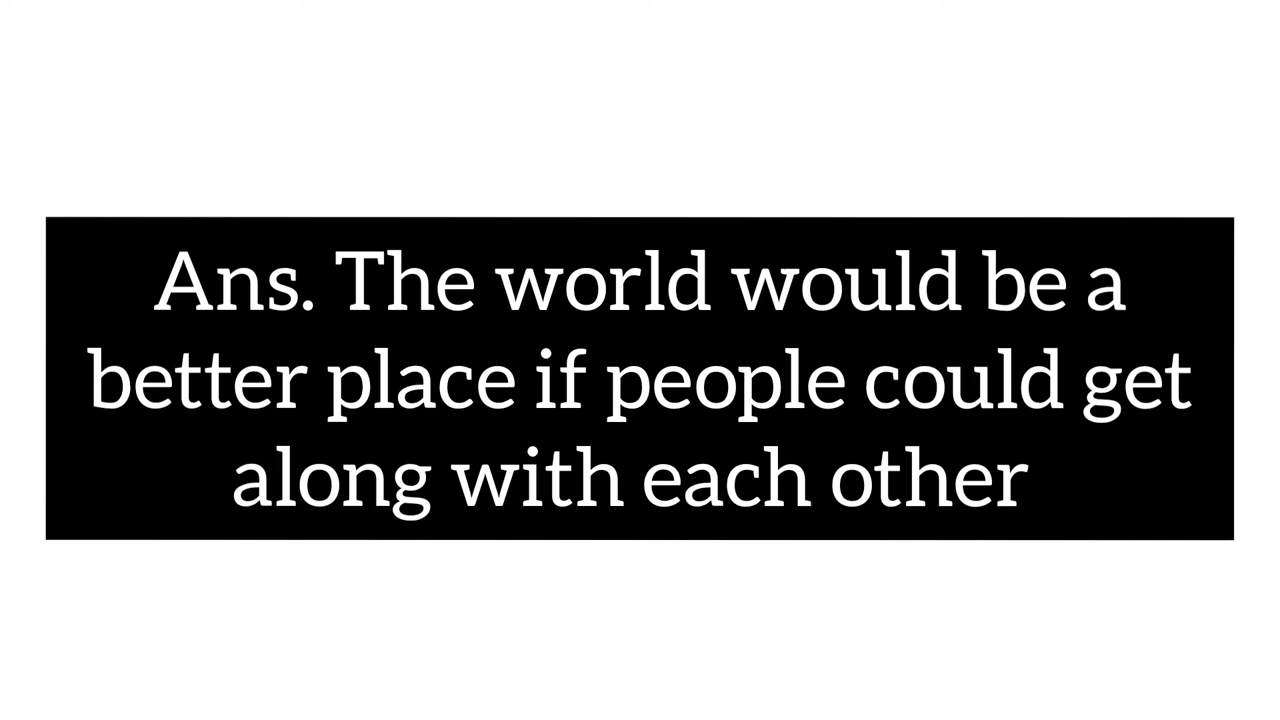 Ans. The world would be a
better place if people could get
along with each other